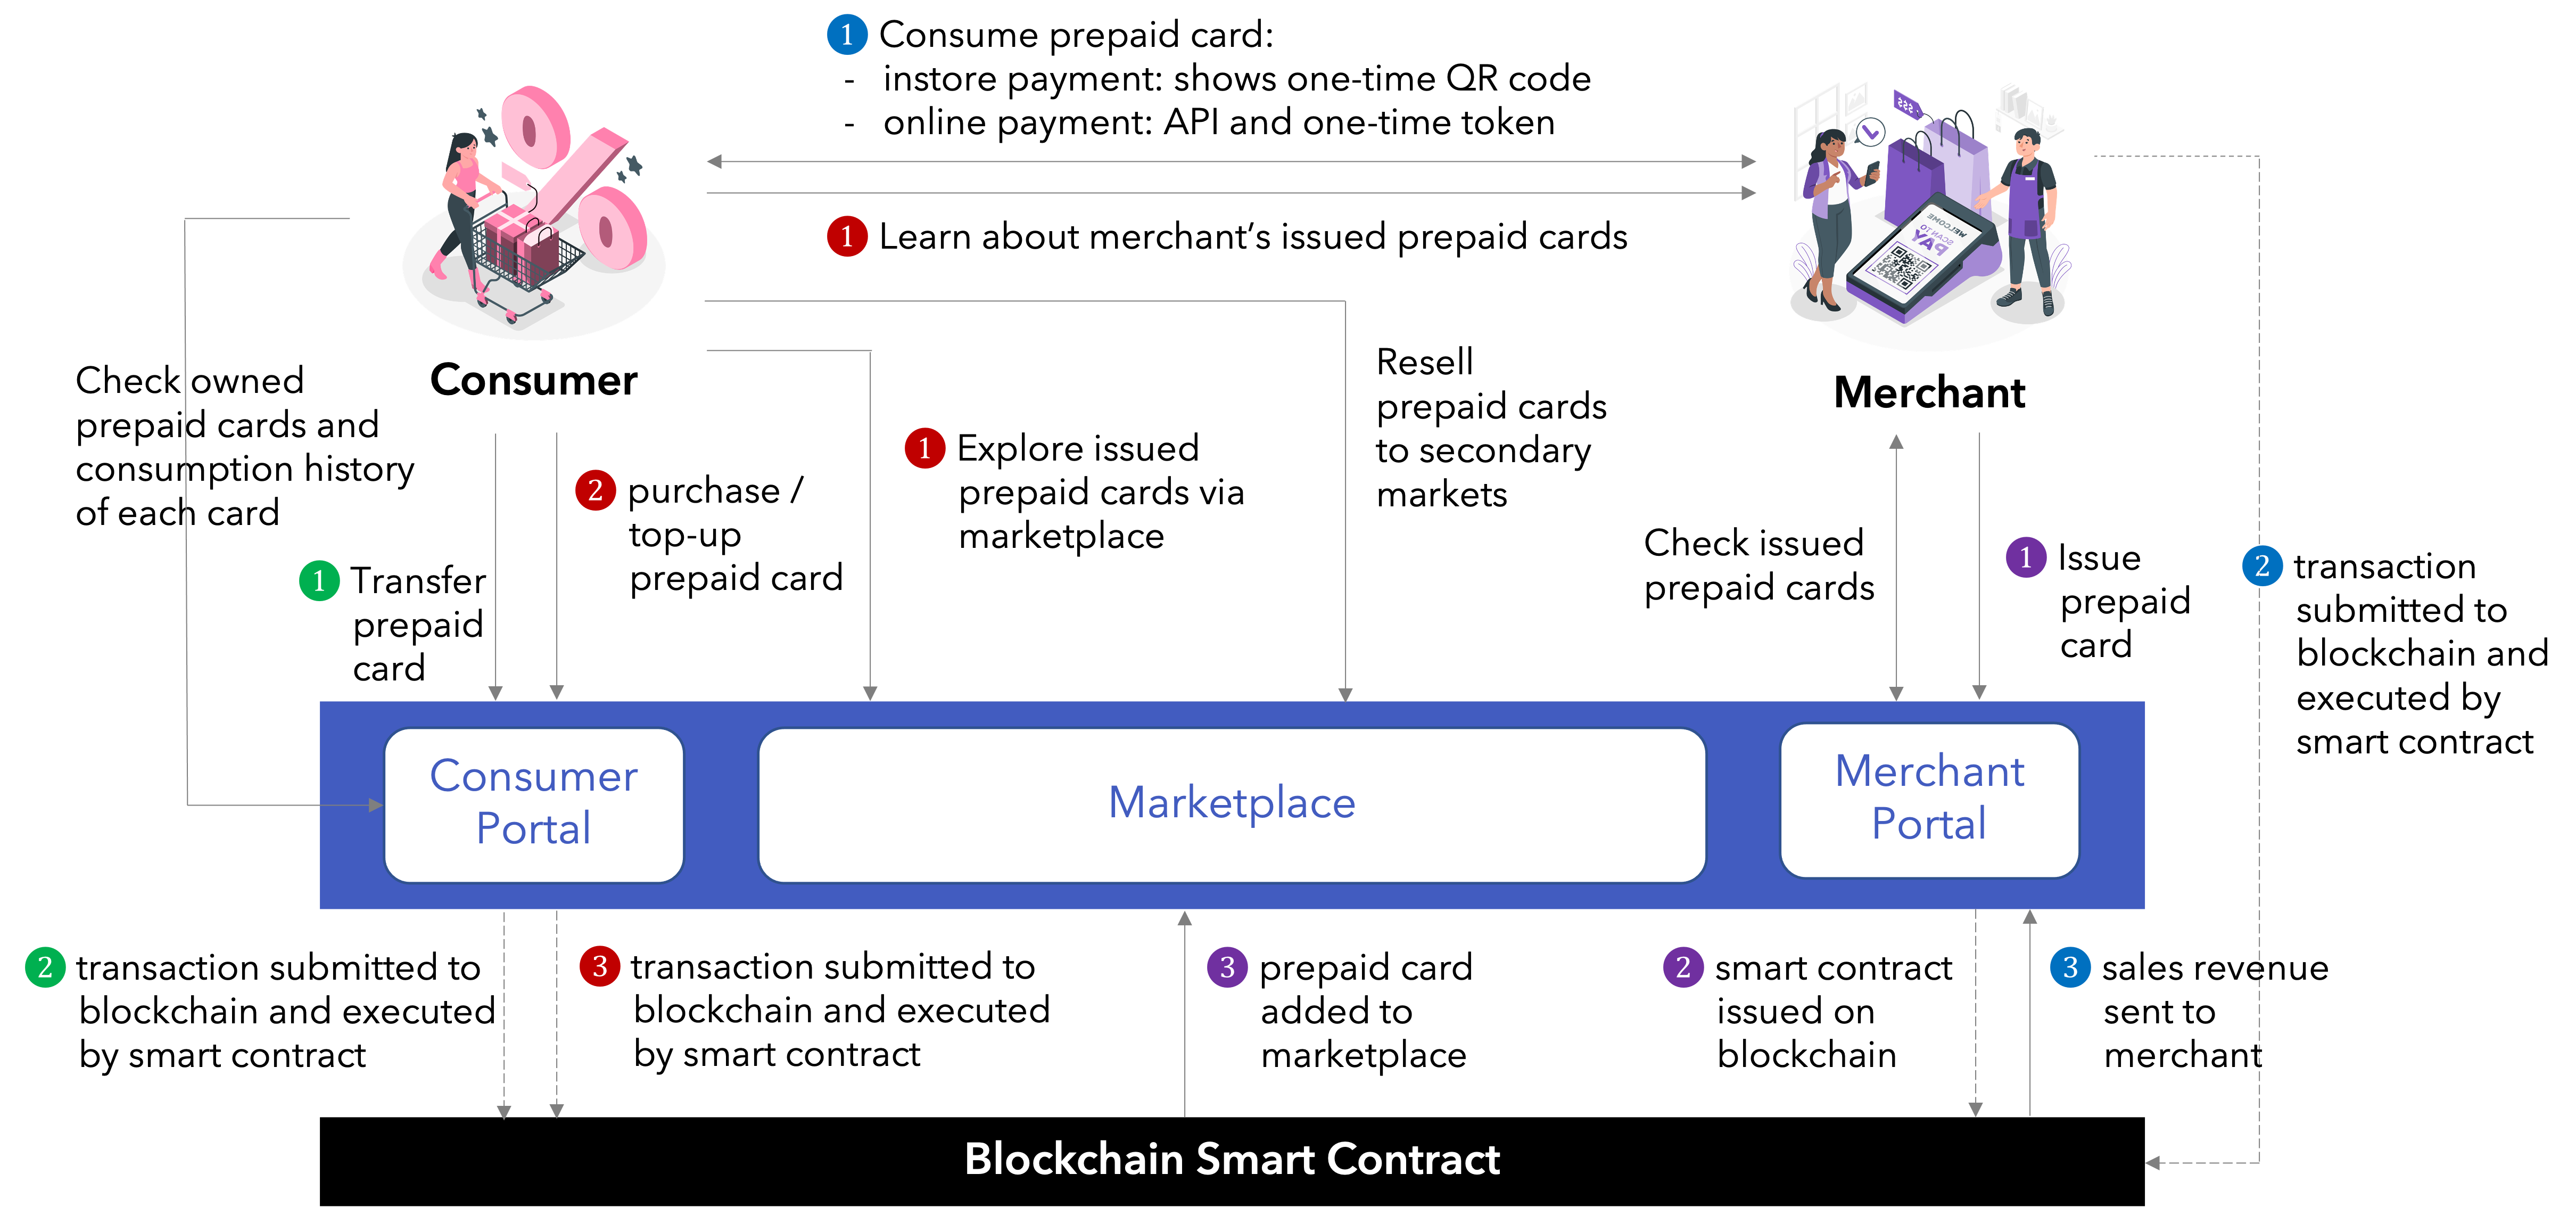 1 Consume prepaid card:
- instore payment: shows one-time QR code
- online payment: API and one-time token
1 Learn about merchant's issued prepaid cards
$$$
WELCOME
SCAN TO
PAY
Consumer
Merchant
Check owned
prepaid cards and
consumption history
of each card
1 Transfer
prepaid
card
2 purchase /
top-up
prepaid card
1 Explore issued
prepaid cards via
marketplace
Resell
prepaid cards
to secondary
markets
Check issued
prepaid cards
1 Issue
prepaid
card
2 transaction
submitted to
blockchain and
executed by
smart contract
Consumer
Portal
Marketplace
Merchant
Portal
2 transaction submitted to
blockchain and executed
by smart contract
3 transaction submitted to
blockchain and executed
by smart contract
3 prepaid card
added to
marketplace
2 smart contract
issued on
blockchain
3 sales revenue
sent to
merchant
Blockchain Smart Contract